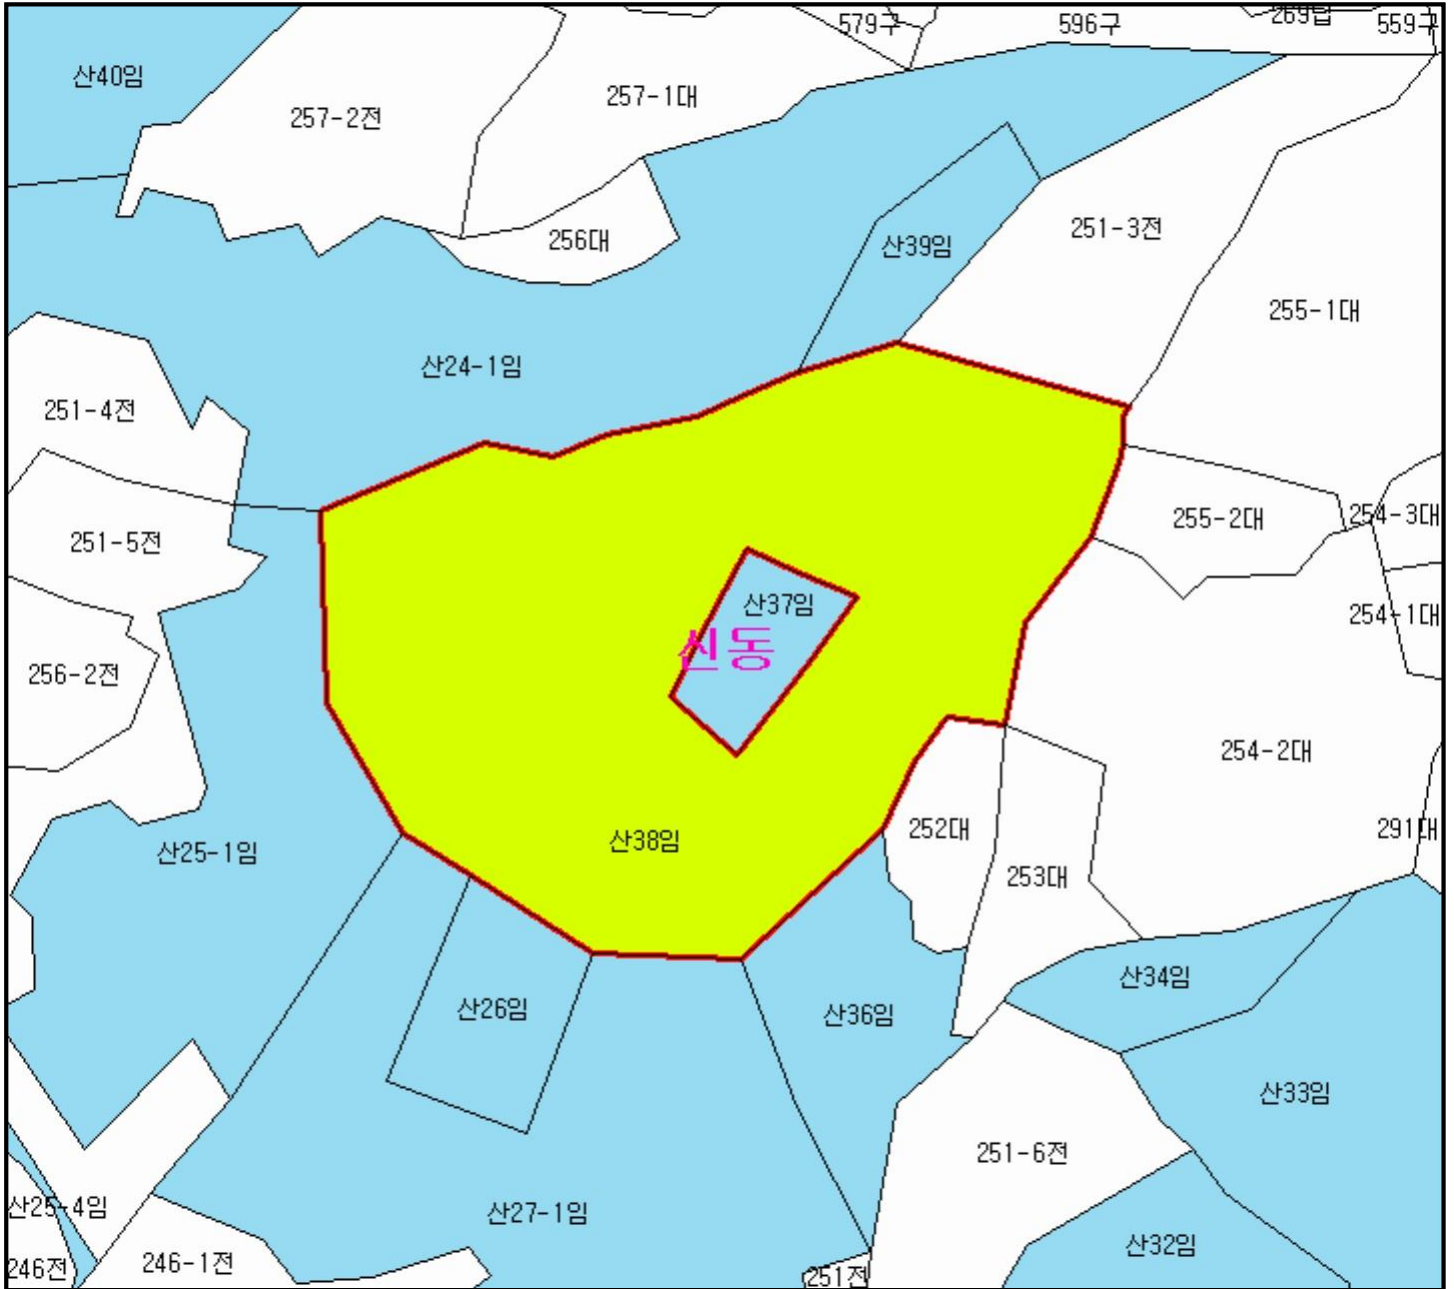 579구
596구
269답
559구
산40임
257-2전
257-1대
256대
산39임
251-3전
255-1대
산24-1임
251-4전
251-5전
255-2대
254-3대
산37임
254-1대
신동
256-2전
254-2대
산38임
252대
291대
산25-1임
253대
산34임
산26임
산36임
산33임
251-6전
산25-4임
산27-1임
산32임
246전
246-1전
251전